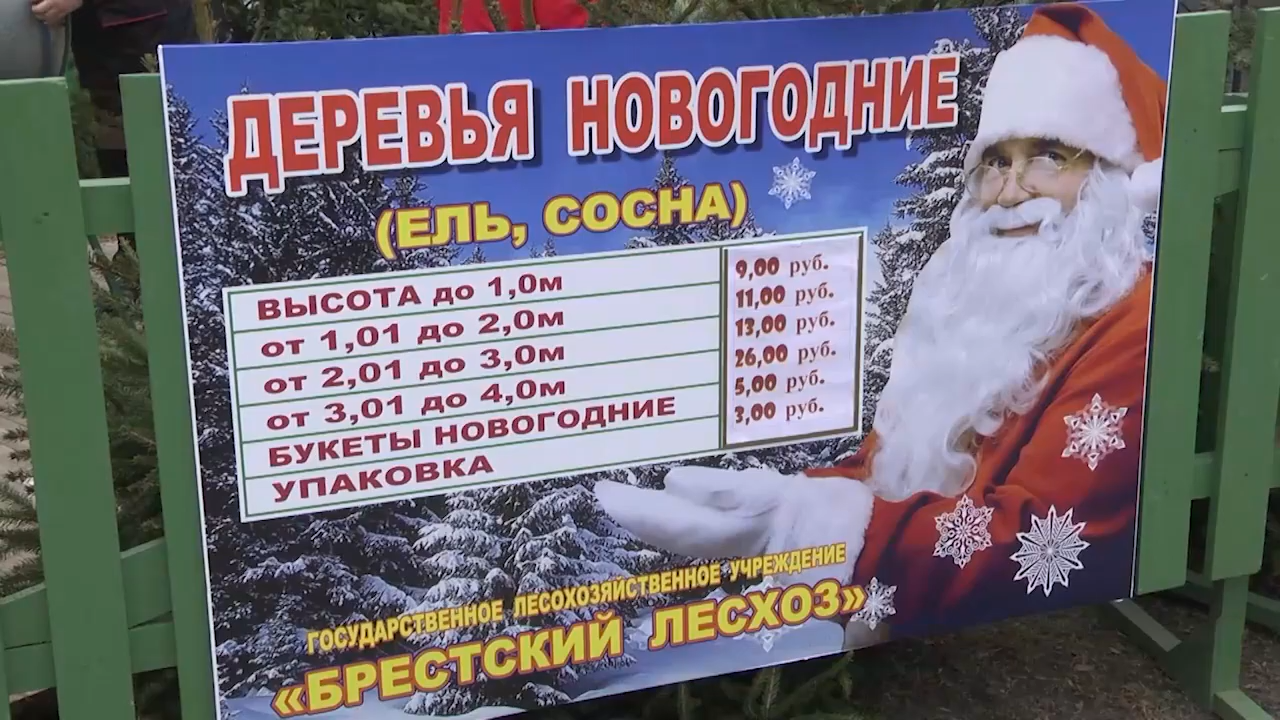 ДЕРЕВЬЯ НОВОГОДНИЕ
(ЕЛЬ, СОСНА)
ВЫСОТА до 1,0м 9,00 руб.
от 1,01 до 2,0м 11,00 руб.
от 2,01 до 3,0м 13,00 руб.
от 3,01 до 4,0м 26,00 руб.
БУКЕТЫ НОВОГОДНИЕ 5,00 руб.
УПАКОВКА 3,00 руб.
ГОСУДАРСТВЕННОЕ ЛЕСОХОЗЯЙСТВЕННОЕ УЧРЕЖДЕНИЕ
«БРЕСТСКИЙ ЛЕСХОЗ»